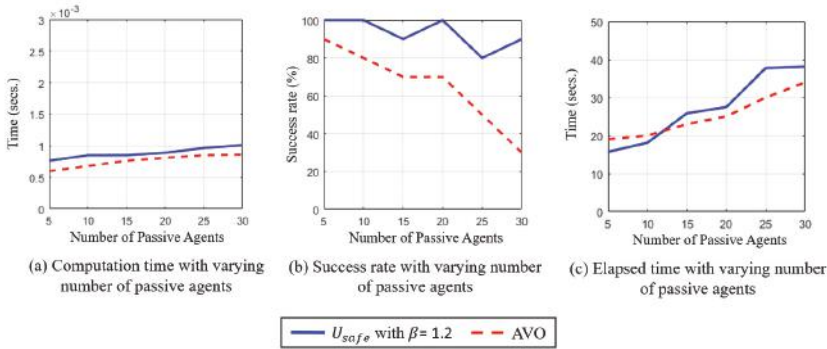 × 10⁻³
3
2.5
2
1.5
1
0.5
0
Time (secs.)
5 10 15 20 25 30
Number of Passive Agents
(a) Computation time with varying
number of passive agents
100
80
60
40
20
0
Success rate (%)
5 10 15 20 25 30
Number of Passive Agents
(b) Success rate with varying number
of passive agents
50
40
30
20
10
0
Time (secs.)
5 10 15 20 25 30
Number of Passive Agents
(c) Elapsed time with varying number
of passive agents
U_safe with β= 1.2 AVO